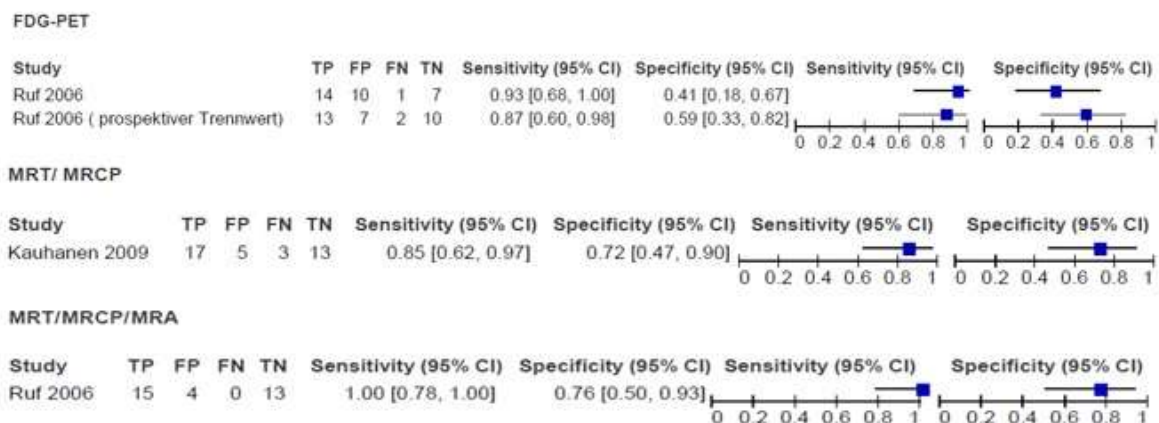 FDG-PET
Study TP FP FN TN Sensitivity (95% CI) Specificity (95% CI) Sensitivity (95% CI) Specificity (95% CI)
Ruf 2006 14 10 1 7 0.93 [0.68, 1.00] 0.41 [0.18, 0.67]
Ruf 2006 ( prospektiver Trennwert) 13 7 2 10 0.87 [0.60, 0.98] 0.59 [0.33, 0.82]
0 0.2 0.4 0.6 0.8 1 0 0.2 0.4 0.6 0.8 1
MRT/ MRCP
Study TP FP FN TN Sensitivity (95% CI) Specificity (95% CI) Sensitivity (95% CI) Specificity (95% CI)
Kauhanen 2009 17 5 3 13 0.85 [0.62, 0.97] 0.72 [0.47, 0.90]
0 0.2 0.4 0.6 0.8 1 0 0.2 0.4 0.6 0.8 1
MRT/MRCP/MRA
Study TP FP FN TN Sensitivity (95% CI) Specificity (95% CI) Sensitivity (95% CI) Specificity (95% CI)
Ruf 2006 15 4 0 13 1.00 [0.78, 1.00] 0.76 [0.50, 0.93]
0 0.2 0.4 0.6 0.8 1 0 0.2 0.4 0.6 0.8 1